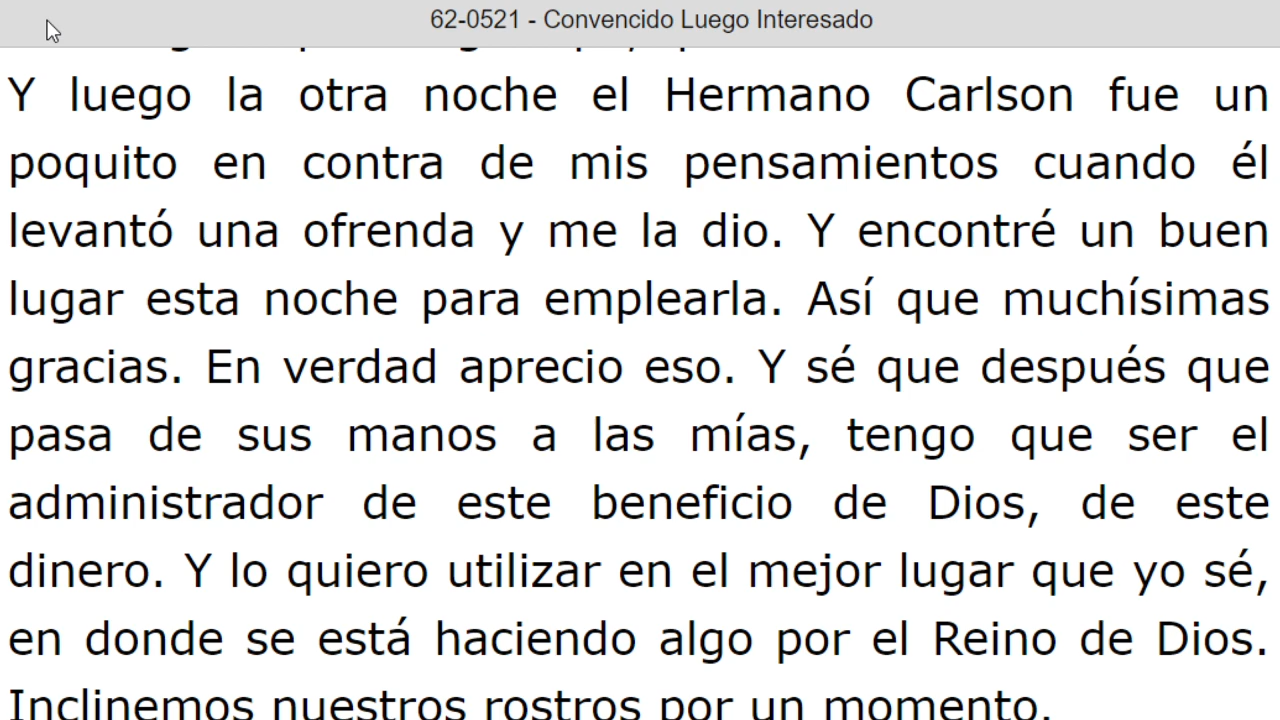 62-0521 - Convencido Luego Interesado
Y luego la otra noche el Hermano Carlson fue un
poquito en contra de mis pensamientos cuando él
levantó una ofrenda y me la dio. Y encontré un buen
lugar esta noche para emplearla. Así que muchísimas
gracias. En verdad aprecio eso. Y sé que después que
pasa de sus manos a las mías, tengo que ser el
administrador de este beneficio de Dios, de este
dinero. Y lo quiero utilizar en el mejor lugar que yo sé,
en donde se está haciendo algo por el Reino de Dios.
Inclinemos nuestros rostros por un momento.